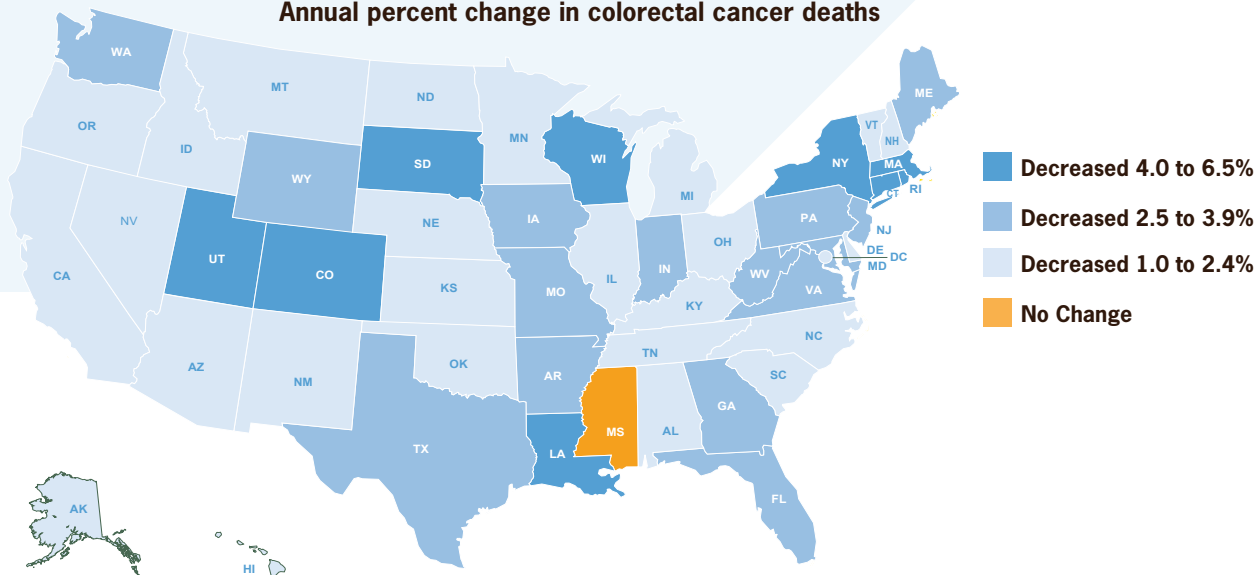 Annual percent change in colorectal cancer deaths
WA
MT
ND
MN
ME
OR
ID
SD
WI
VT
NH
NY
MA
WY
MI
CT
RI
NV
NE
IA
PA
NJ
UT
CO
IL
IN
OH
DE
DC
MD
CA
KS
MO
WV
VA
KY
AZ
NM
OK
TN
NC
AR
SC
TX
LA
MS
AL
GA
FL
AK
HI
Decreased 4.0 to 6.5%
Decreased 2.5 to 3.9%
Decreased 1.0 to 2.4%
No Change